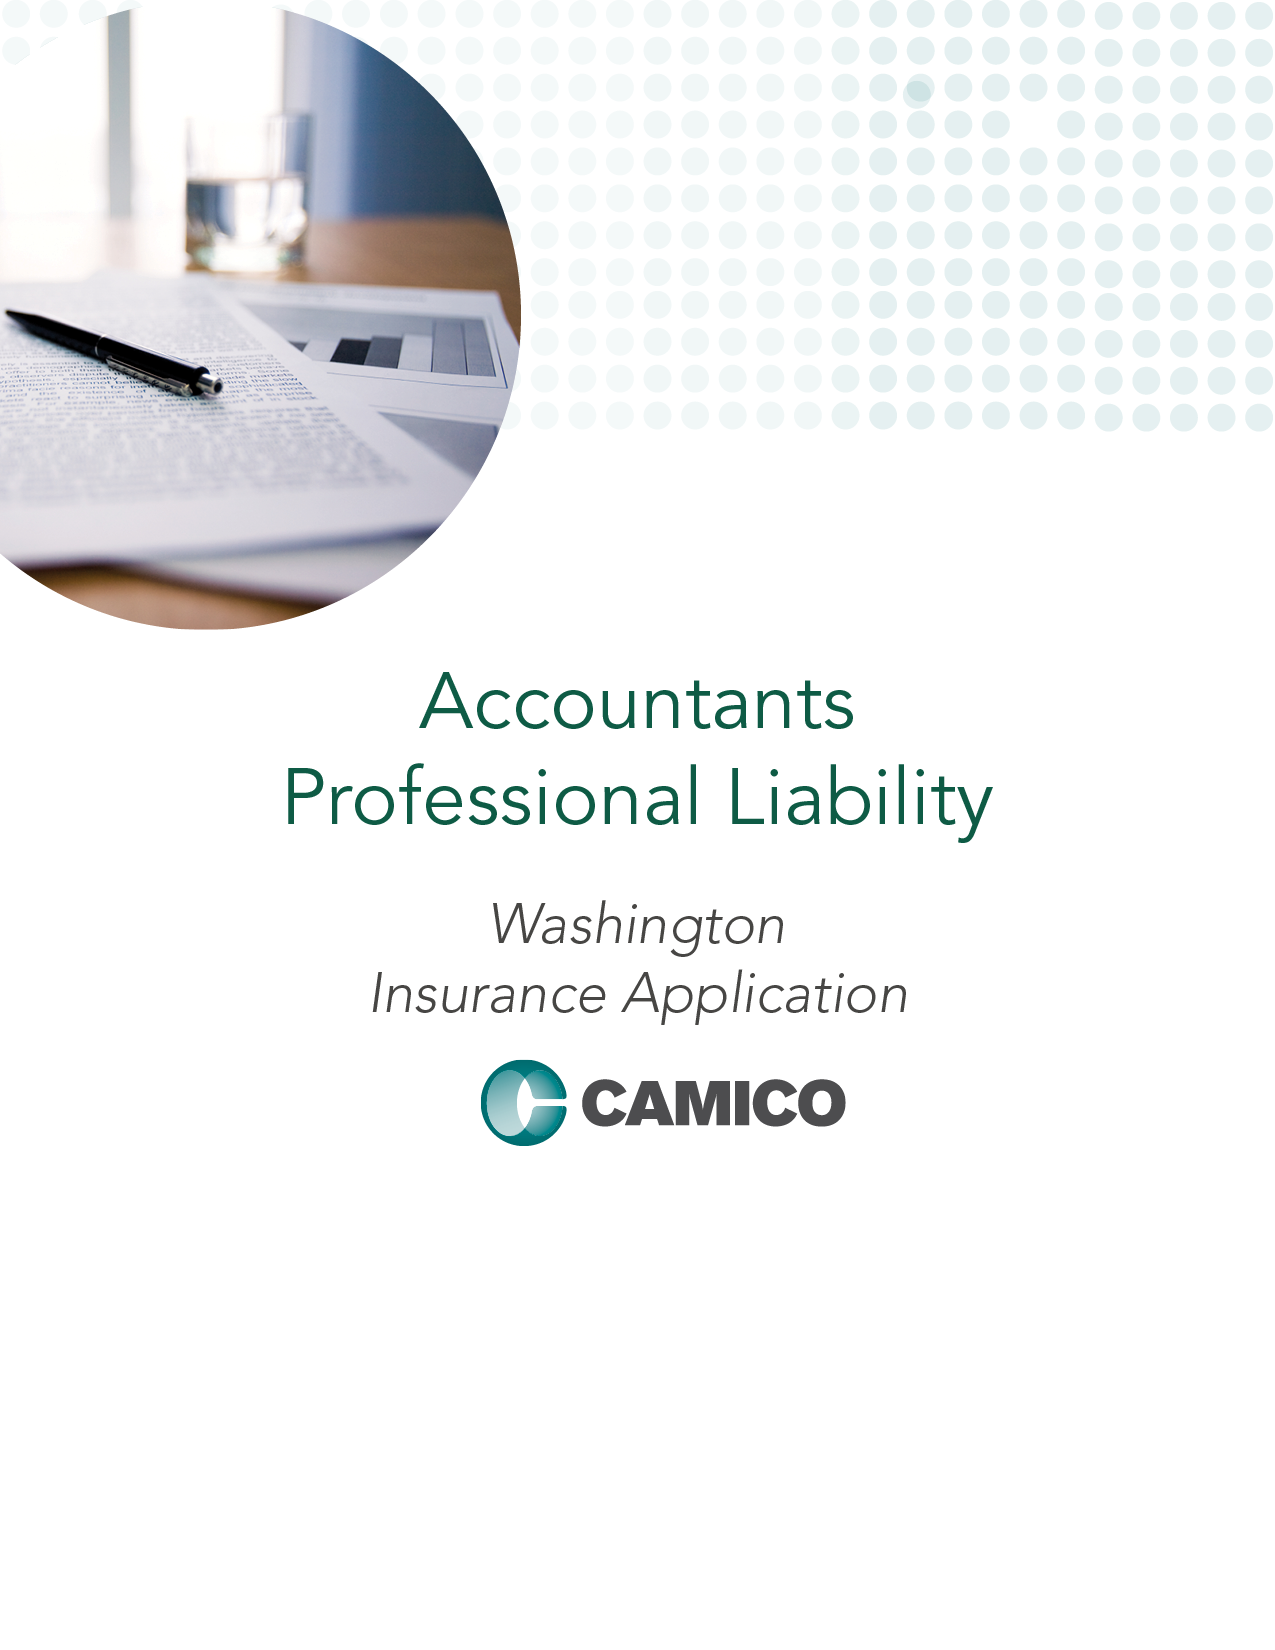 Accountants
Professional Liability
Washington
Insurance Application
CAMICO